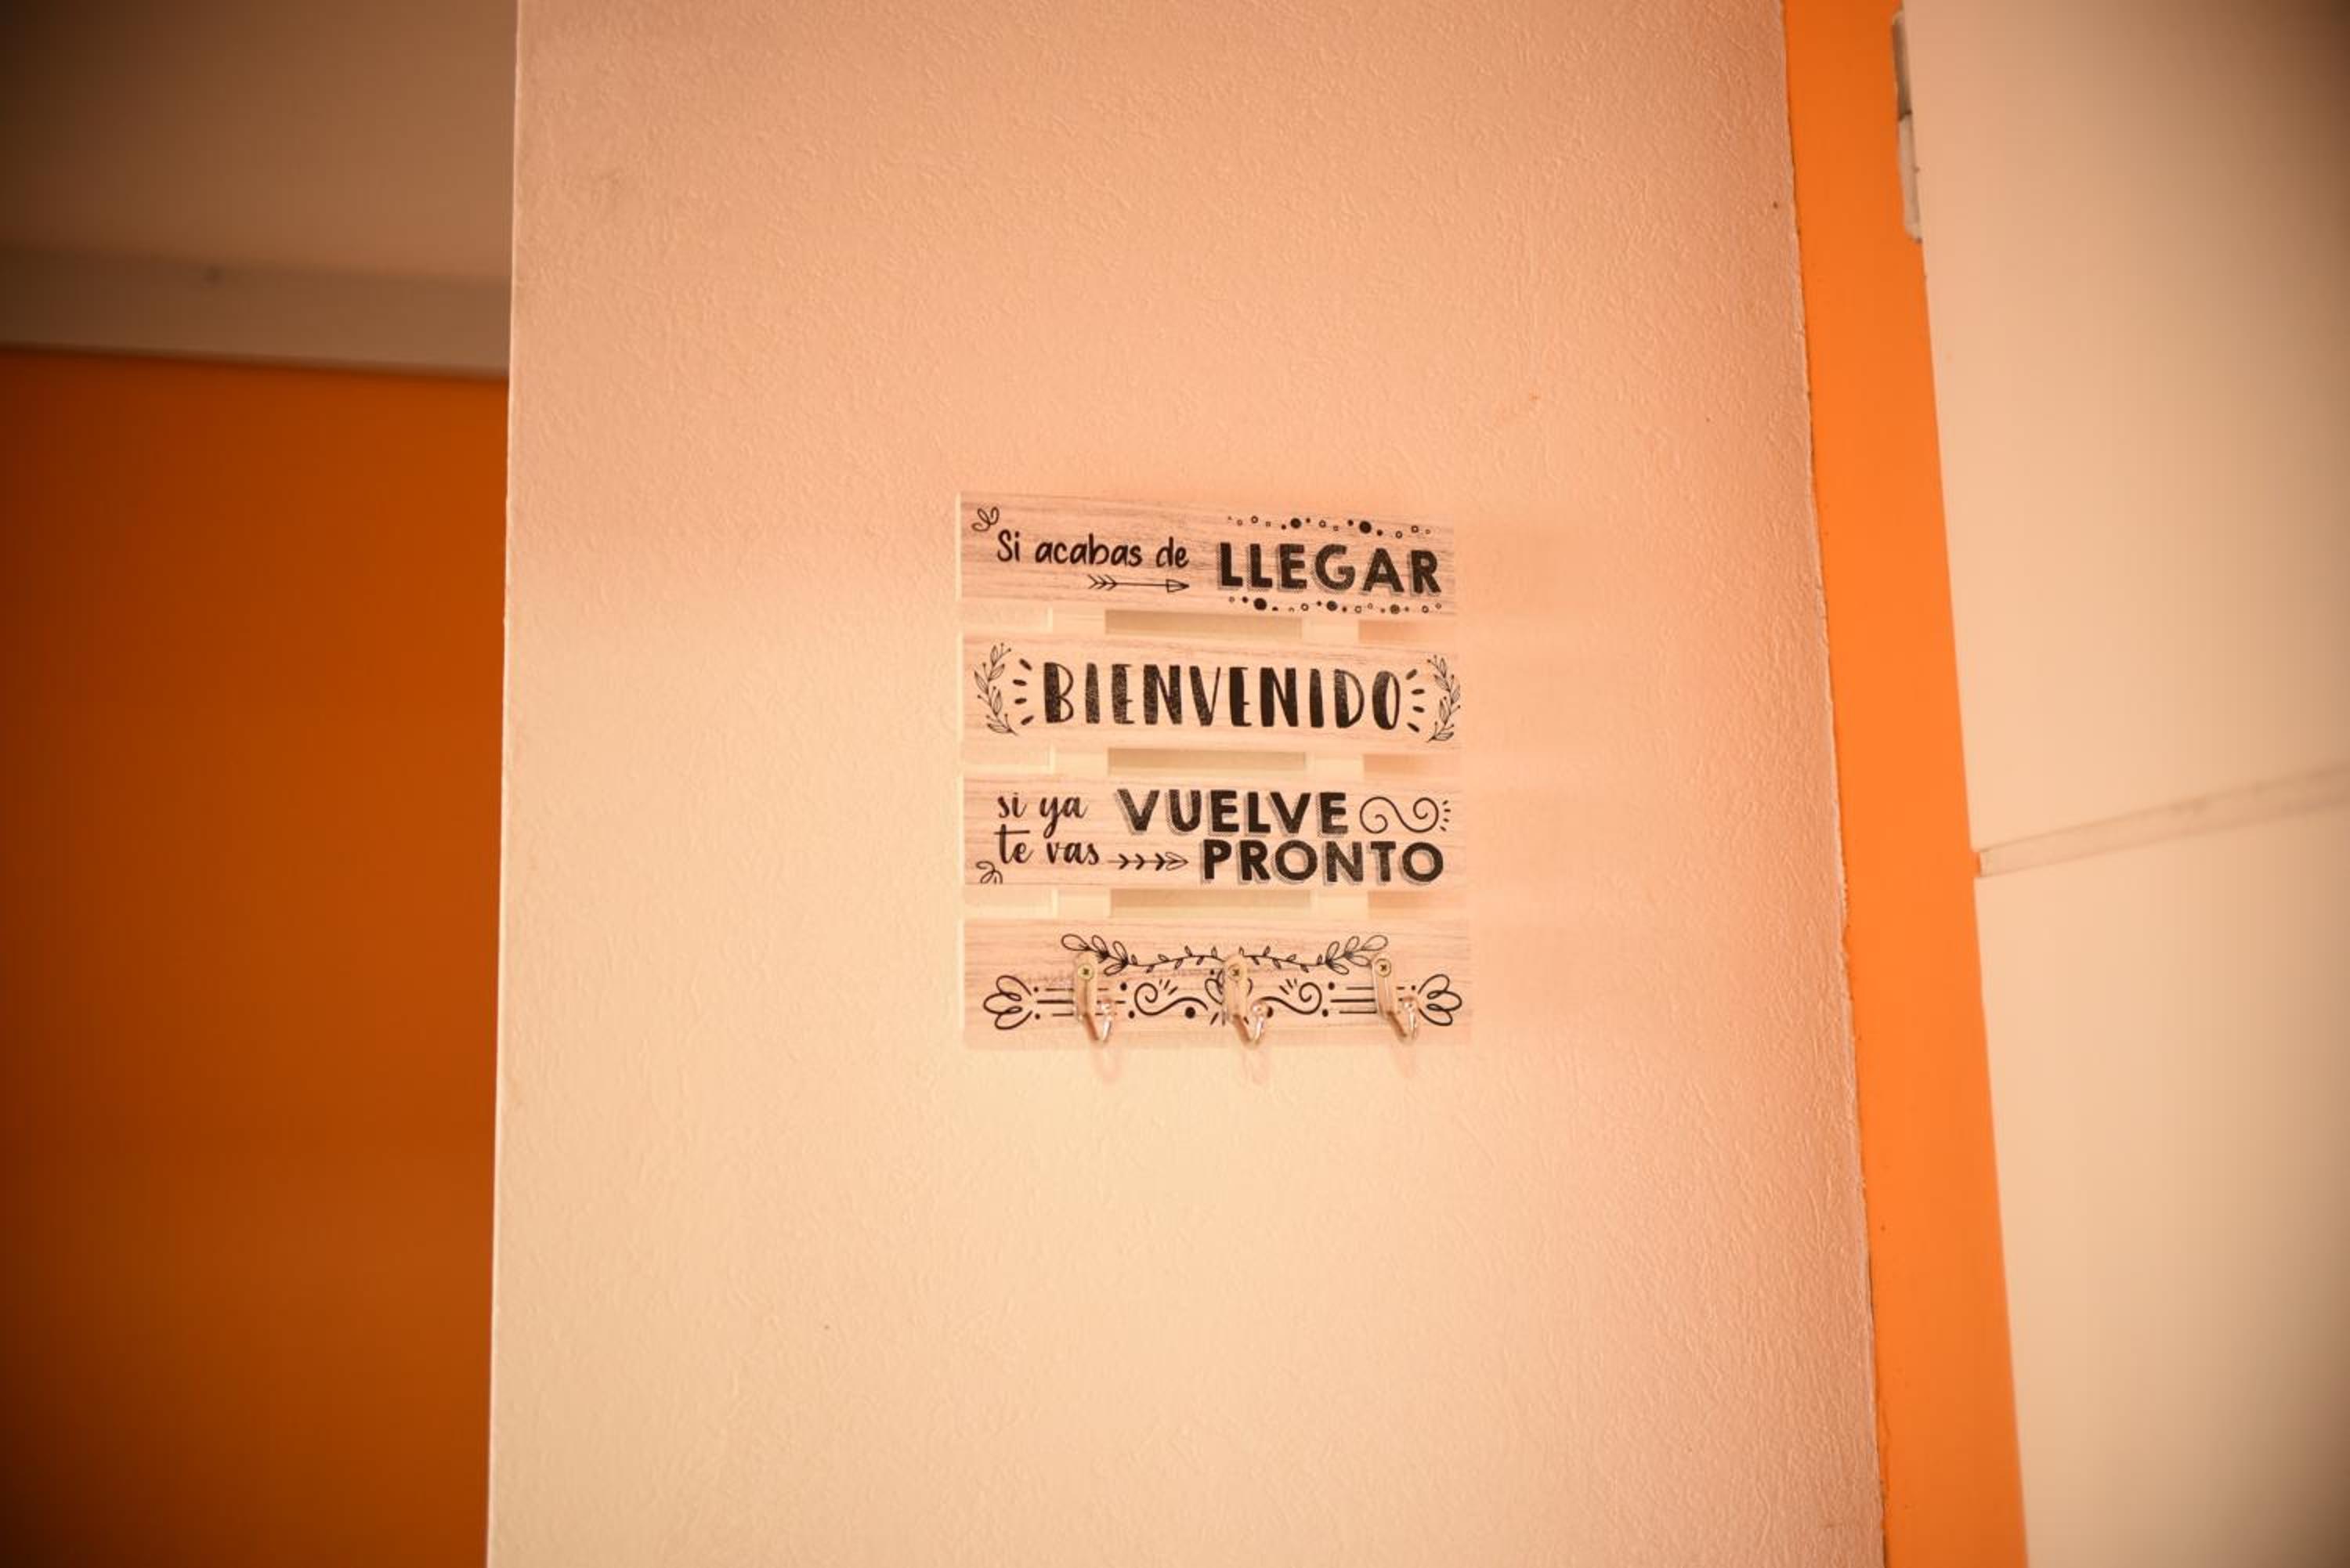 Si acabas de LLEGAR
BIENVENIDO
si ya VUELVE
te vas PRONTO